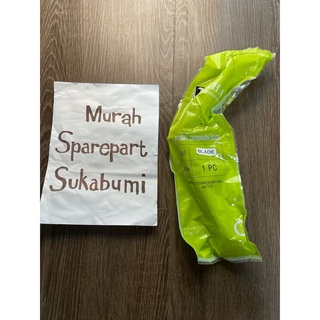 Murah
Sparepart
Sukabumi
BLADE
1 PC